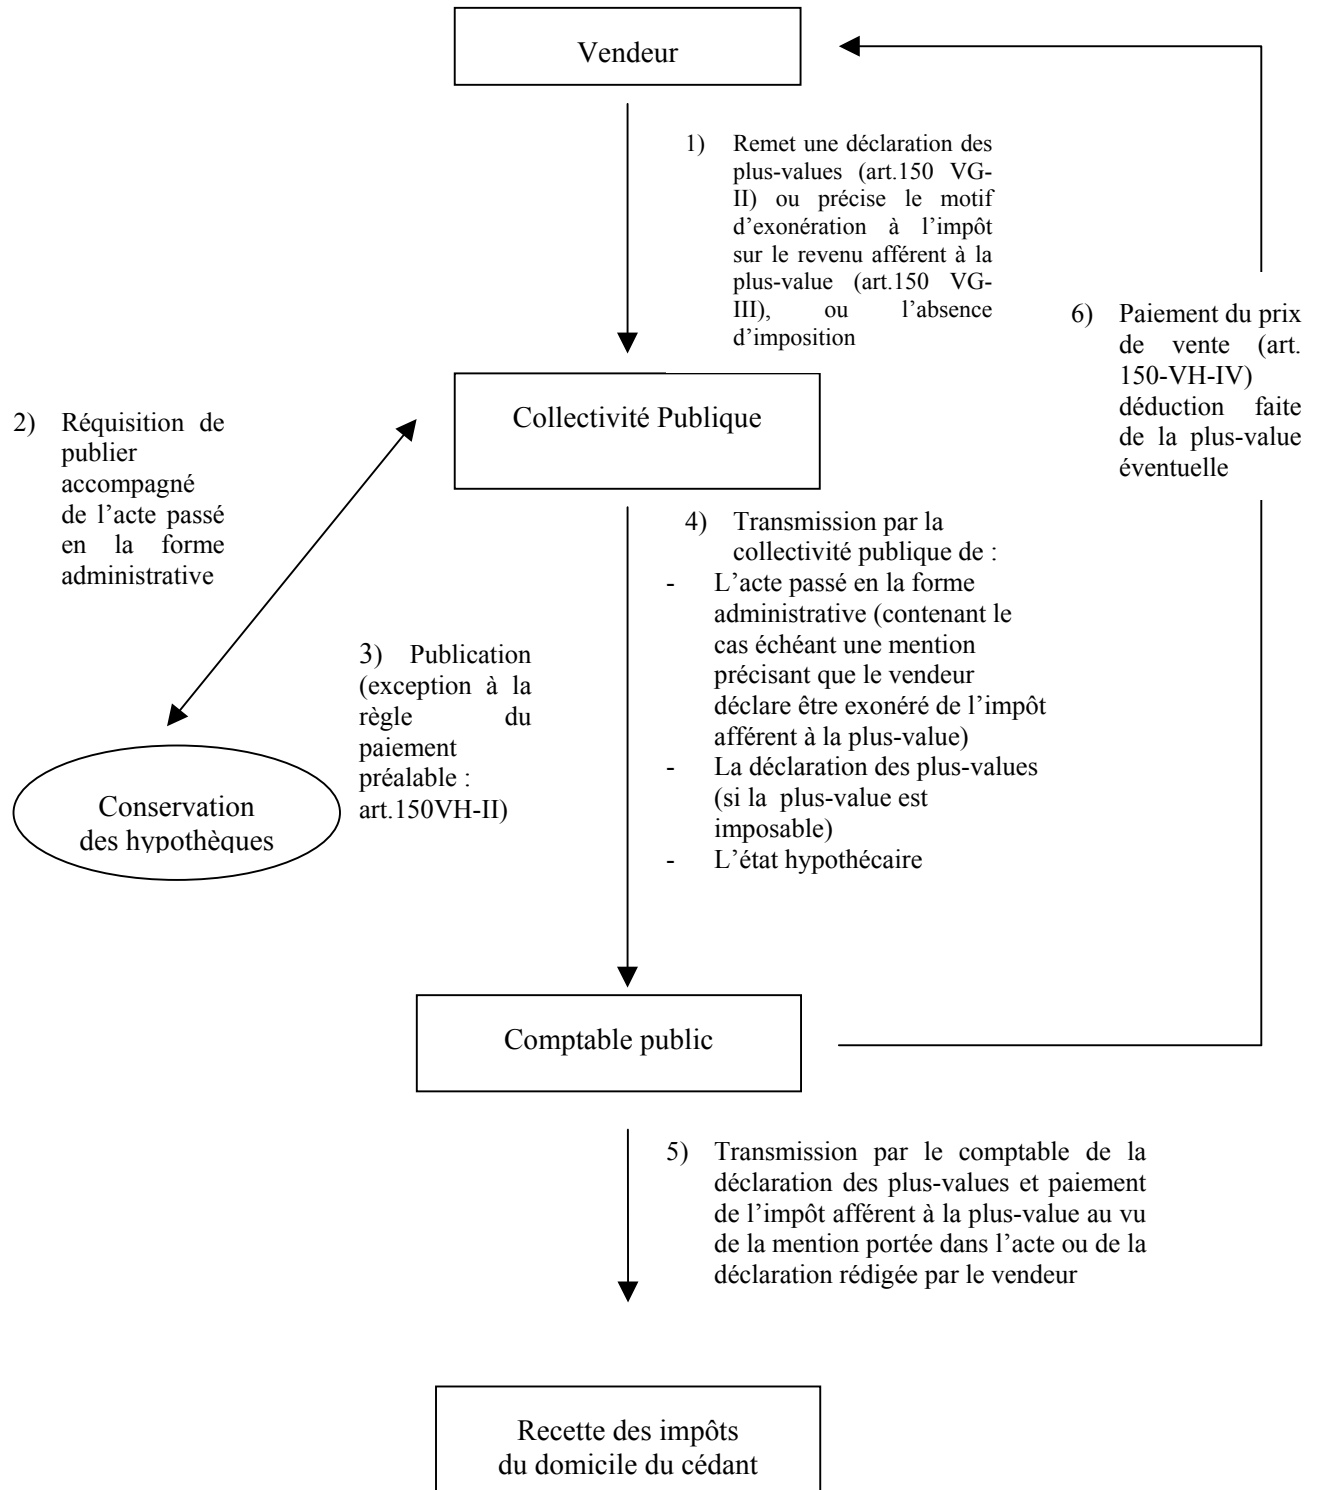 Vendeur
1) Remet une déclaration des
plus-values (art.150 VG-
II) ou précise le motif
d’exonération à l’impôt
sur le revenu afférent à la
plus-value (art.150 VG-
III), ou l’absence
d’imposition
6) Paiement du prix
de vente (art.
150-VH-IV)
déduction faite
de la plus-value
éventuelle
Collectivité Publique
2) Réquisition de
publier
accompagné
de l’acte passé
en la forme
administrative
3) Publication
(exception à la
règle du
paiement
préalable :
art.150VH-II)
Conservation
des hypothèques
4) Transmission par la
collectivité publique de :
- L’acte passé en la forme
administrative (contenant le
cas échéant une mention
précisant que le vendeur
déclare être exonéré de l’impôt
afférent à la plus-value)
- La déclaration des plus-values
(si la plus-value est
imposable)
- L’état hypothécaire
Comptable public
5) Transmission par le comptable de la
déclaration des plus-values et paiement
de l’impôt afférent à la plus-value au vu
de la mention portée dans l’acte ou de la
déclaration rédigée par le vendeur
Recette des impôts
du domicile du cédant